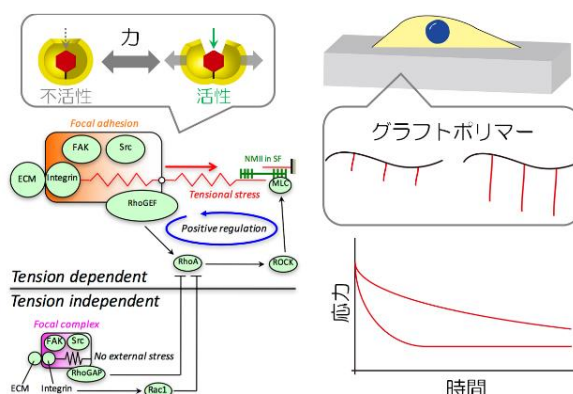 力
不活性
活性
Focal adhesion
FAK
Src
NMII in SF
ECM
Integrin
Tensional stress
MLC
RhoGEF
Positive regulation
RhoA
ROCK
Tension dependent
Tension independent
Focal complex
FAK
Src
No external stress
RhoGAP
ECM
Integrin
Rac1
グラフトポリマー
応力
時間